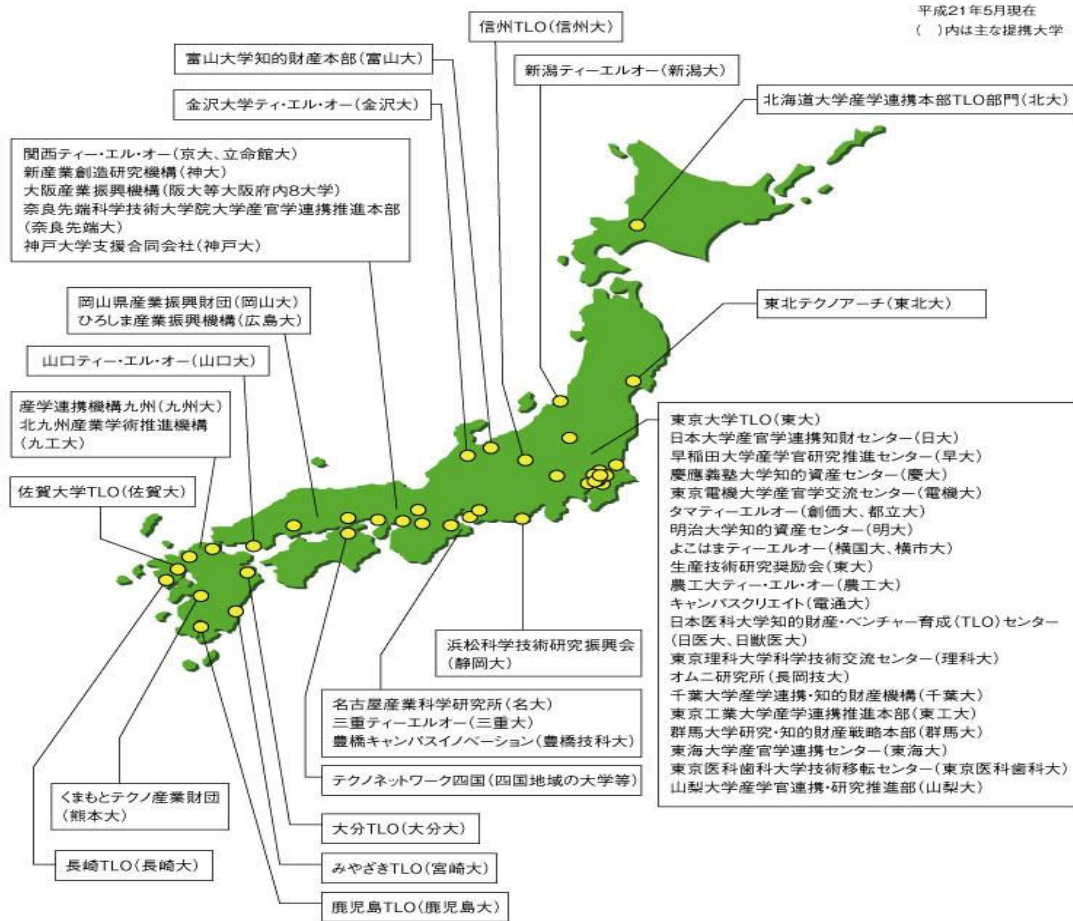 平成21年5月現在
( )内は主な提携大学
信州TLO(信州大)
富山大学知的財産本部(富山大)
新潟ティーエルオー(新潟大)
金沢大学ティ・エル・オー(金沢大)
北海道大学産学連携本部TLO部門(北大)
関西ティー・エル・オー(京大、立命館大)
新産業創造研究機構(神大)
大阪産業振興機構(阪大等大阪府内8大学)
奈良先端科学技術大学院大学産官学連携推進本部
(奈良先端大)
神戸大学支援合同会社(神戸大)
岡山県産業振興財団(岡山大)
ひろしま産業振興機構(広島大)
東北テクノアーチ(東北大)
山口ティー・エル・オー(山口大)
産学連携機構九州(九州大)
北九州産業学術推進機構
(九工大)
佐賀大学TLO(佐賀大)
東京大学TLO(東大)
日本大学産官学連携知財センター(日大)
早稲田大学産学官研究推進センター(早大)
慶應義塾大学知的資産センター(慶大)
東京電機大学産官学交流センター(電機大)
タマティーエルオー(創価大、都立大)
明治大学知的資産センター(明大)
よこはまティーエルオー(横国大、横市大)
生産技術研究奨励会(東大)
農工大ティー・エル・オー(農工大)
キャンパスクリエイト(電通大)
日本医科大学知的財産・ベンチャー育成(TLO)センター
(日医大、日獣医大)
東京理科大学科学技術交流センター(理科大)
オムニ研究所(長岡技大)
千葉大学産学連携・知的財産機構(千葉大)
東京工業大学産学連携推進本部(東工大)
群馬大学研究・知的財産戦略本部(群馬大)
東海大学産官学連携センター(東海大)
東京医科歯科大学技術移転センター(東京医科歯科大)
山梨大学産学官連携・研究推進部(山梨大)
浜松科学技術研究振興会
(静岡大)
名古屋産業科学研究所(名大)
三重ティーエルオー(三重大)
豊橋キャンパスイノベーション(豊橋技科大)
テクノネットワーク四国(四国地域の大学等)
くまもとテクノ産業財団
(熊本大)
大分TLO(大分大)
長崎TLO(長崎大)
みやざきTLO(宮崎大)
鹿児島TLO(鹿児島大)